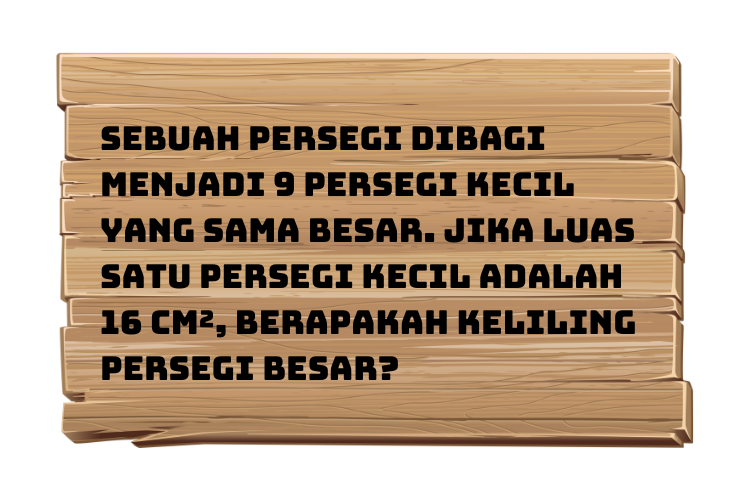 SEBUAH PERSEGI DIBAGI
MENJADI 9 PERSEGI KECIL
YANG SAMA BESAR. JIKA LUAS
SATU PERSEGI KECIL ADALAH
16 CM², BERAPAKAH KELILING
PERSEGI BESAR?